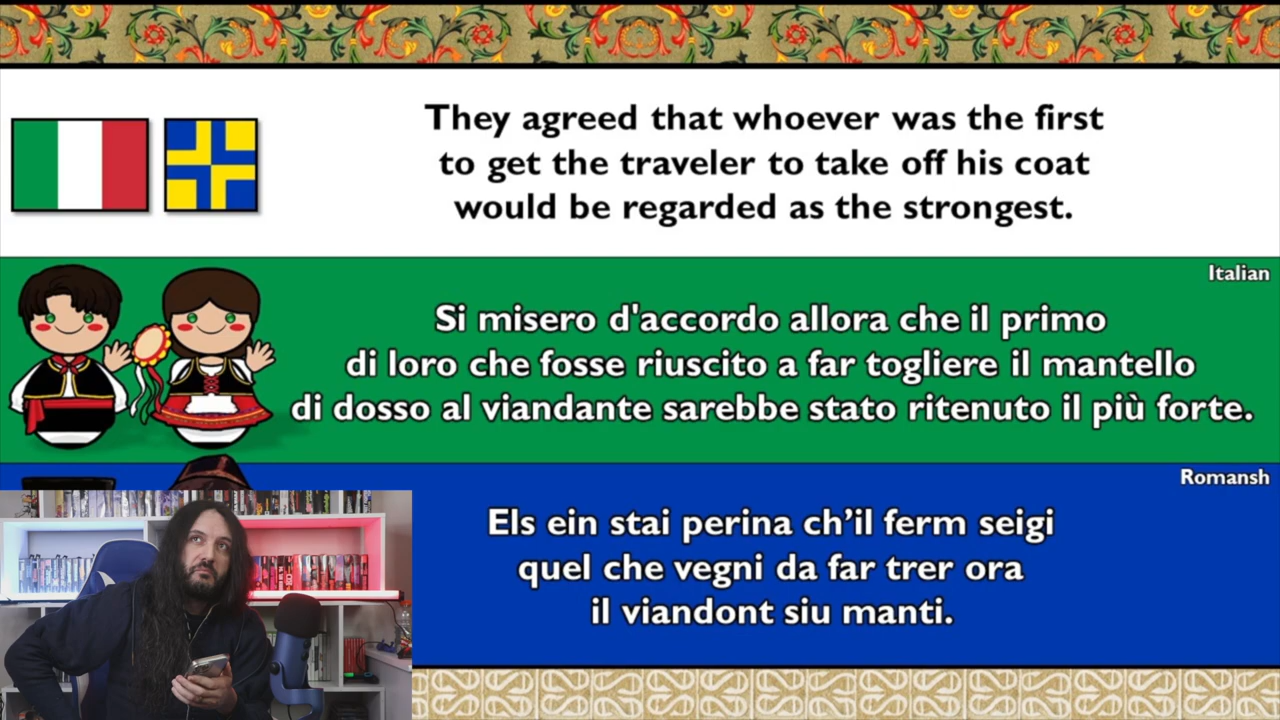 They agreed that whoever was the first
to get the traveler to take off his coat
would be regarded as the strongest.
Italian
Si misero d'accordo allora che il primo
di loro che fosse riuscito a far togliere il mantello
di dosso al viandante sarebbe stato ritenuto il più forte.
Romansh
Els ein stai perina ch’il ferm seigi
quel che vegni da far trer ora
il viandont siu manti.